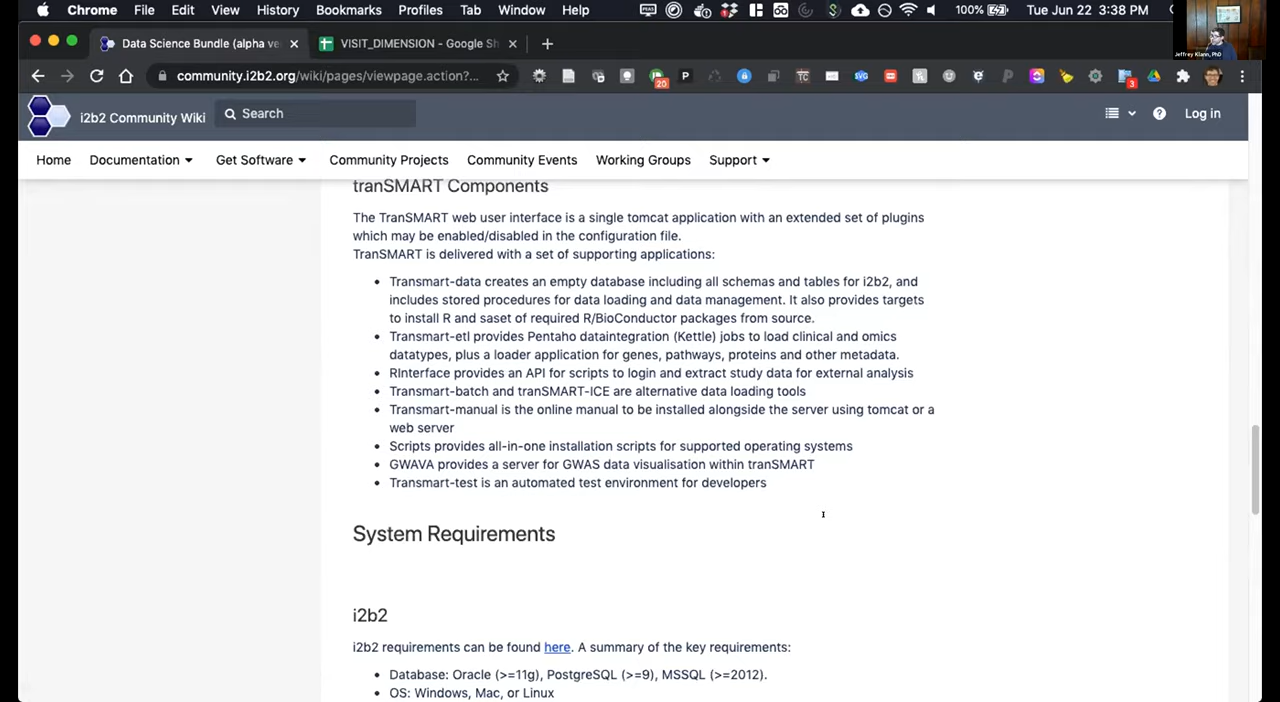 Chrome File Edit View History Bookmarks Profiles Tab Window Help 100% Tue Jun 22 3:38 PM
Jeffrey Klann, PhD
Data Science Bundle (alpha ve
VISIT_DIMENSION - Google Sh
community.i2b2.org/wiki/pages/viewpage.action?...
20
P
TC
SVG
3
i2b2 Community Wiki
Search
Log in
Home Documentation Get Software Community Projects Community Events Working Groups Support
tranSMART Components
The TranSMART web user interface is a single tomcat application with an extended set of plugins
which may be enabled/disabled in the configuration file.
TranSMART is delivered with a set of supporting applications:
• Transmart-data creates an empty database including all schemas and tables for i2b2, and
includes stored procedures for data loading and data management. It also provides targets
to install R and saset of required R/BioConductor packages from source.
• Transmart-etl provides Pentaho dataintegration (Kettle) jobs to load clinical and omics
datatypes, plus a loader application for genes, pathways, proteins and other metadata.
• RInterface provides an API for scripts to login and extract study data for external analysis
• Transmart-batch and tranSMART-ICE are alternative data loading tools
• Transmart-manual is the online manual to be installed alongside the server using tomcat or a
web server
• Scripts provides all-in-one installation scripts for supported operating systems
• GWAVA provides a server for GWAS data visualisation within tranSMART
• Transmart-test is an automated test environment for developers
System Requirements
i2b2
i2b2 requirements can be found here. A summary of the key requirements:
• Database: Oracle (>=11g), PostgreSQL (>=9), MSSQL (>=2012).
• OS: Windows, Mac, or Linux